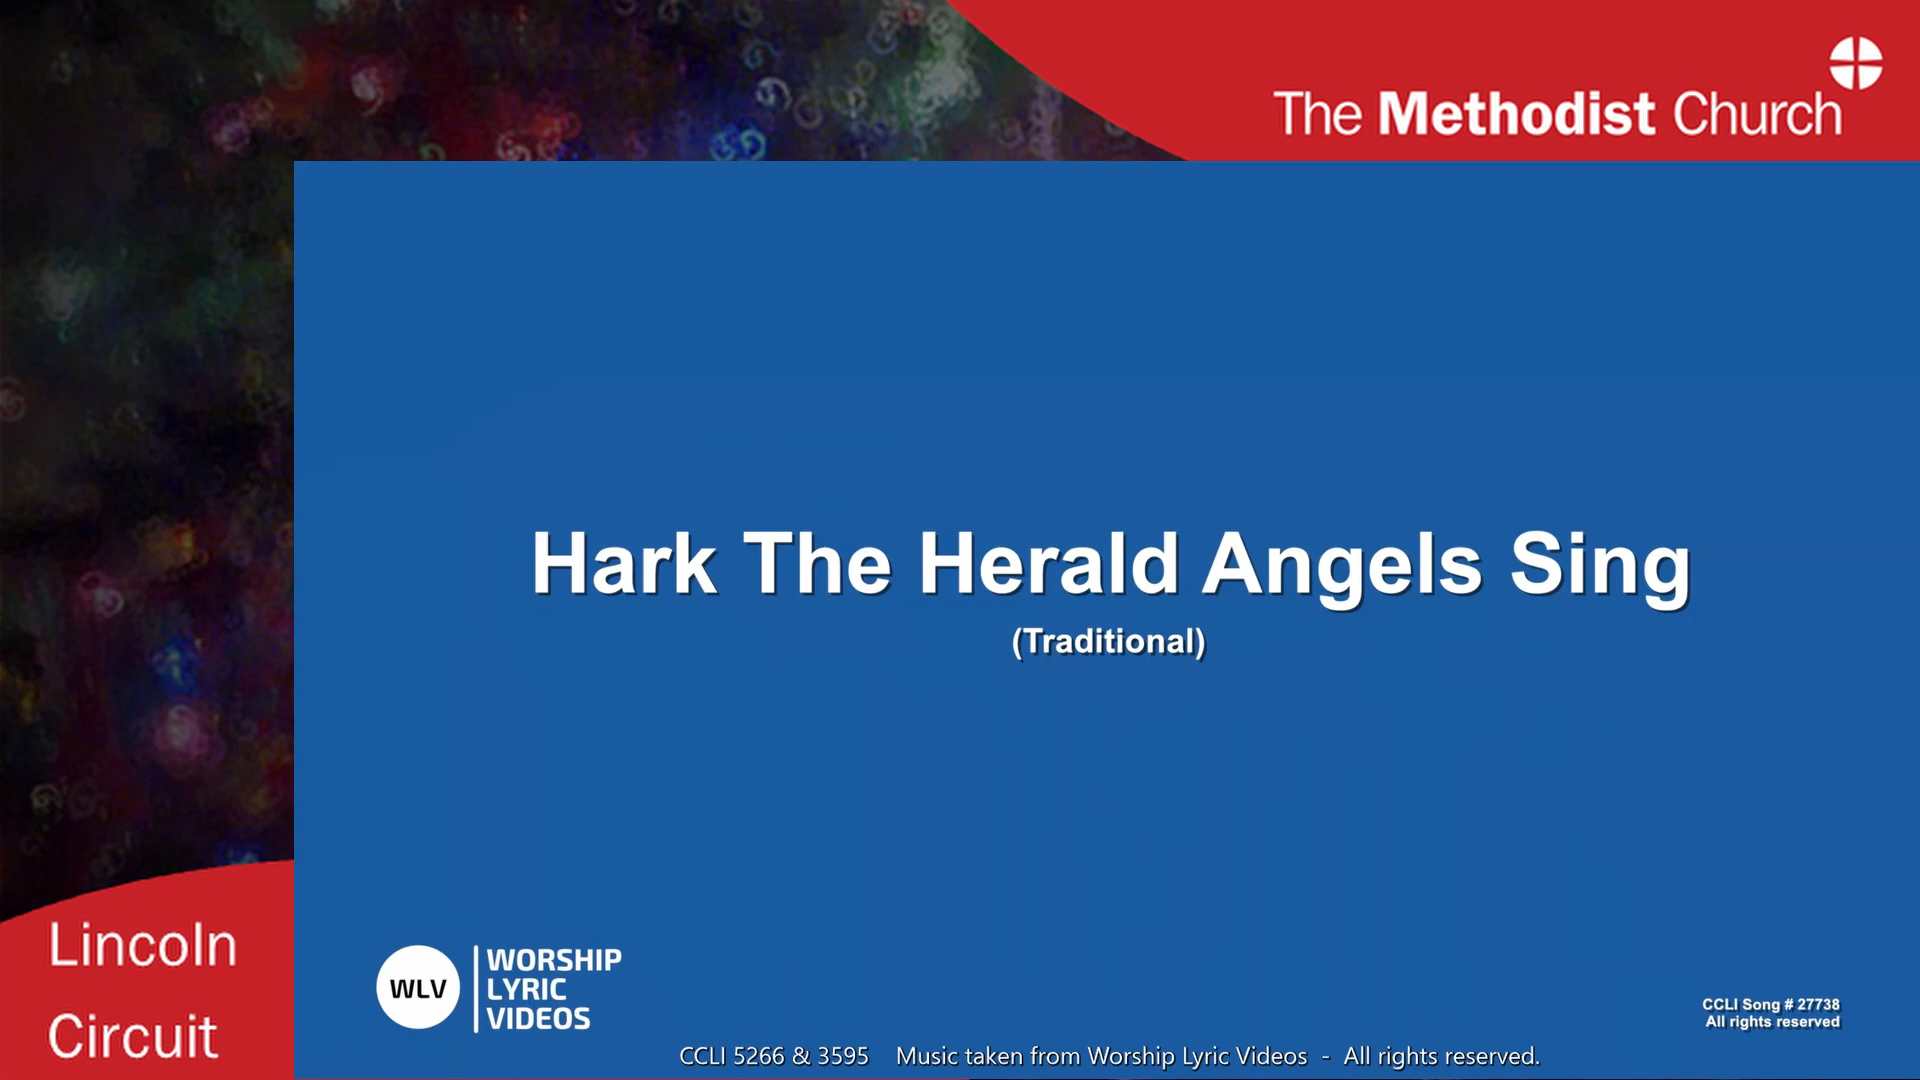 The Methodist Church
Hark The Herald Angels Sing
(Traditional)
Lincoln
Circuit
WLV
WORSHIP
LYRIC
VIDEOS
CCLI Song # 27738
All rights reserved
CCLI 5266 & 3595 Music taken from Worship Lyric Videos - All rights reserved.